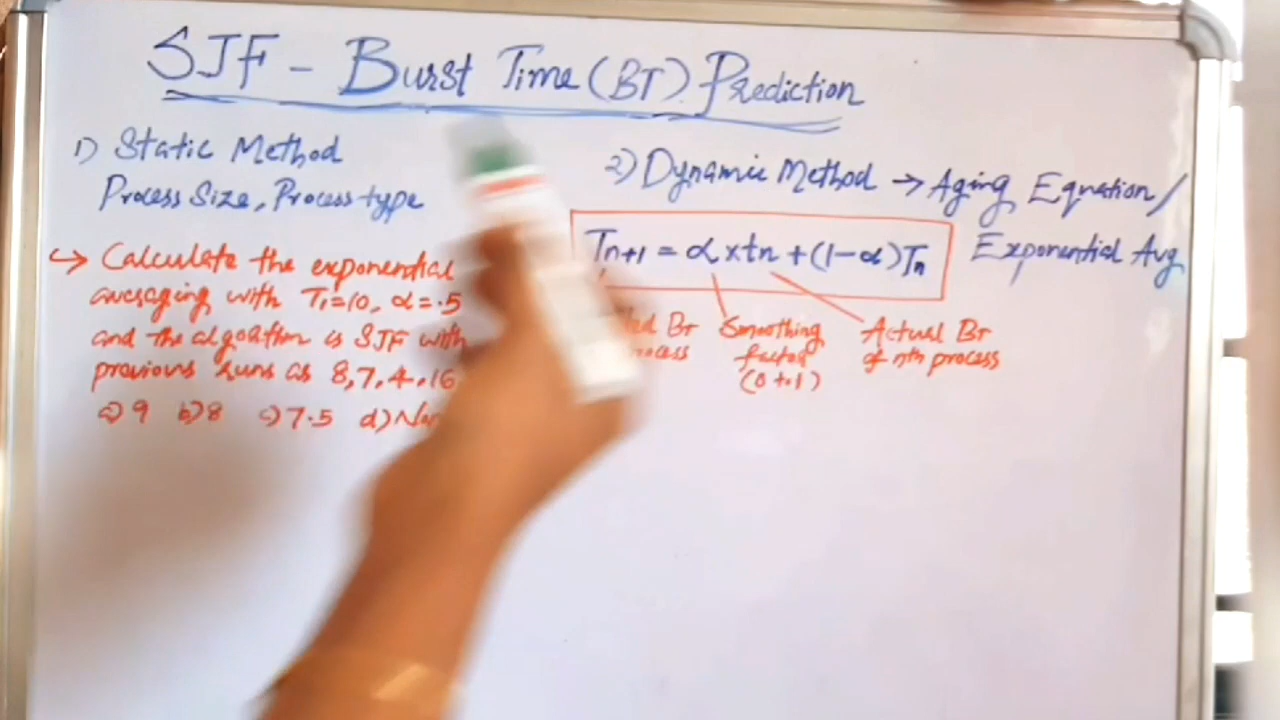 SJF - Burst Time (BT) Prediction
1) Static Method
Process Size, Process type
↪ Calculate the exponential
averaging with T1=10, α=.5
and the algorithm is SJF with
previous runs as 8,7,4,16
a) 9 b) 8 c) 7.5 d)
2) Dynamic Method → Aging Equation/
Exponential Avg
Tn+1 = α x tn + (1-α)Tn
BT
Smoothing
factor
(0 to 1)
Actual BT
of nth process